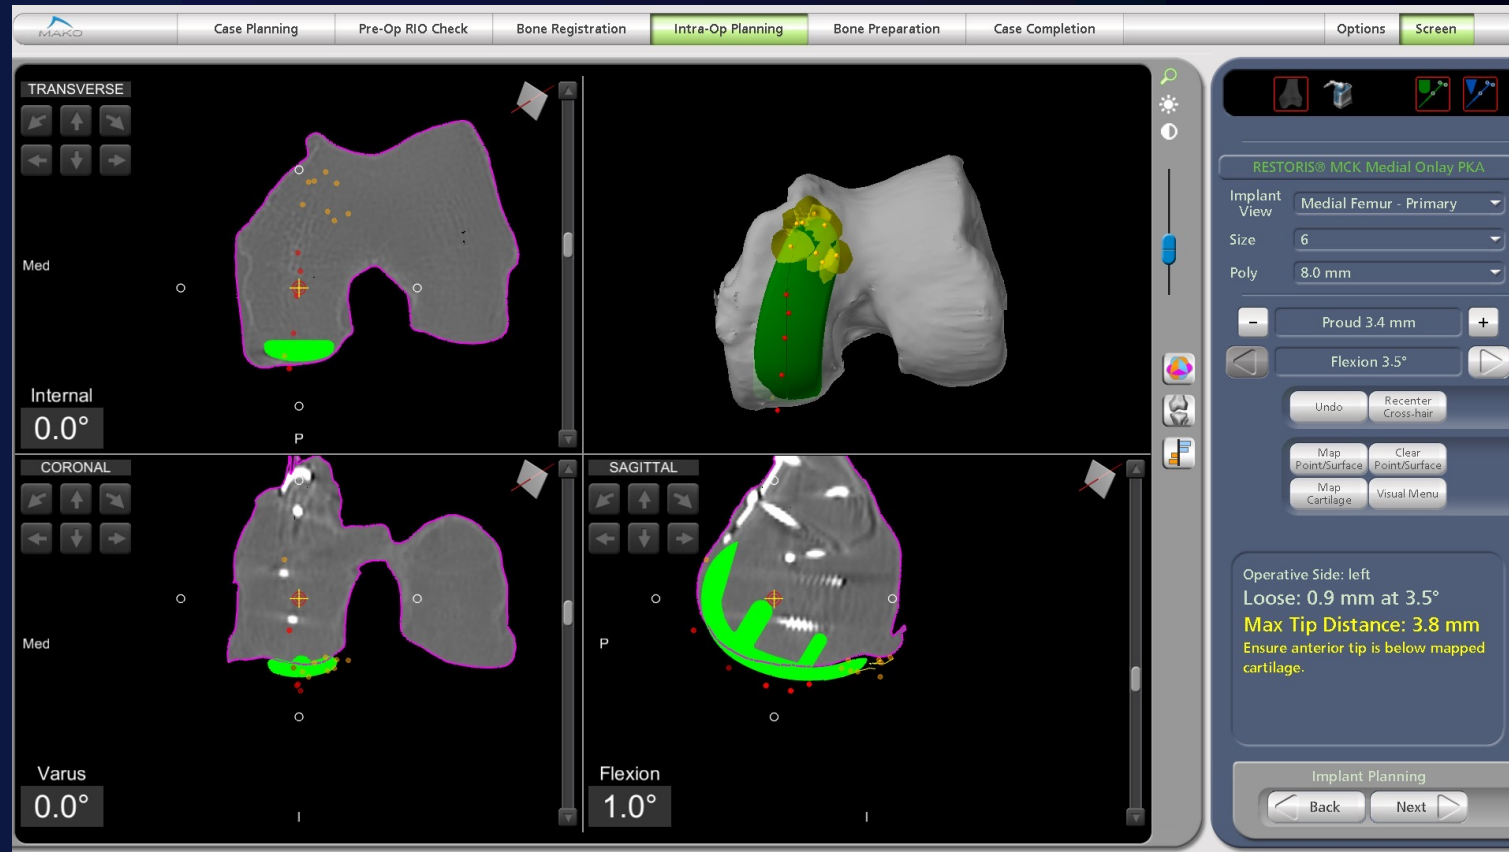 MAKO
Case Planning
Pre-Op RIO Check
Bone Registration
Intra-Op Planning
Bone Preparation
Case Completion
Options
Screen
TRANSVERSE
Med
Internal
0.0°
P
CORONAL
Med
Varus
0.0°
I
SAGITTAL
P
Flexion
1.0°
I
RESTORIS® MCK Medial Onlay PKA
Implant
View
Medial Femur - Primary
Size
6
Poly
8.0 mm
-
Proud 3.4 mm
+
Flexion 3.5°
Undo
Recenter
Cross-hair
Map
Point/Surface
Clear
Point/Surface
Map
Cartilage
Visual Menu
Operative Side: left
Loose: 0.9 mm at 3.5°
Max Tip Distance: 3.8 mm
Ensure anterior tip is below mapped
cartilage.
Implant Planning
Back
Next